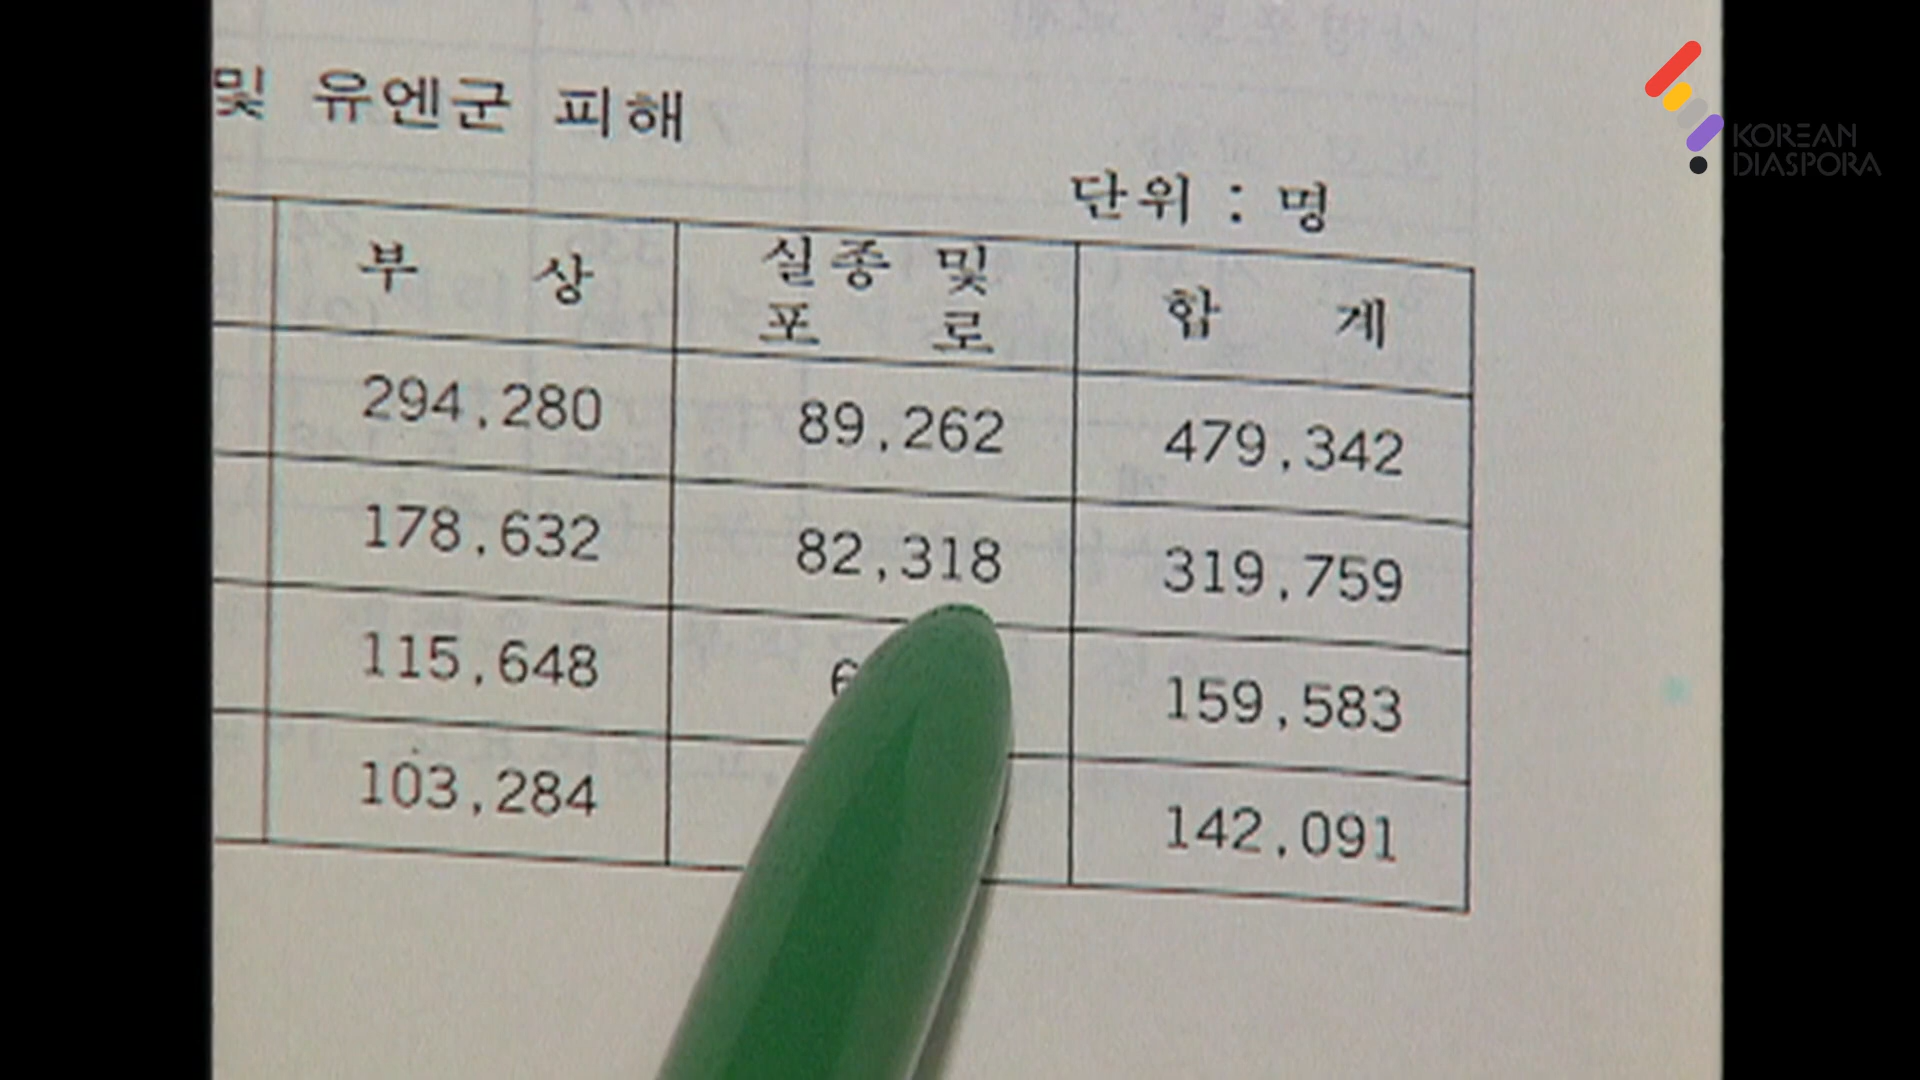 및 유엔군 피해
KOREAN
DIASPORA
단위 : 명
부 상 실종 및 포 로 합 계
294,280 89,262 479,342
178,632 82,318 319,759
115,648 6 159,583
103,284 142,091